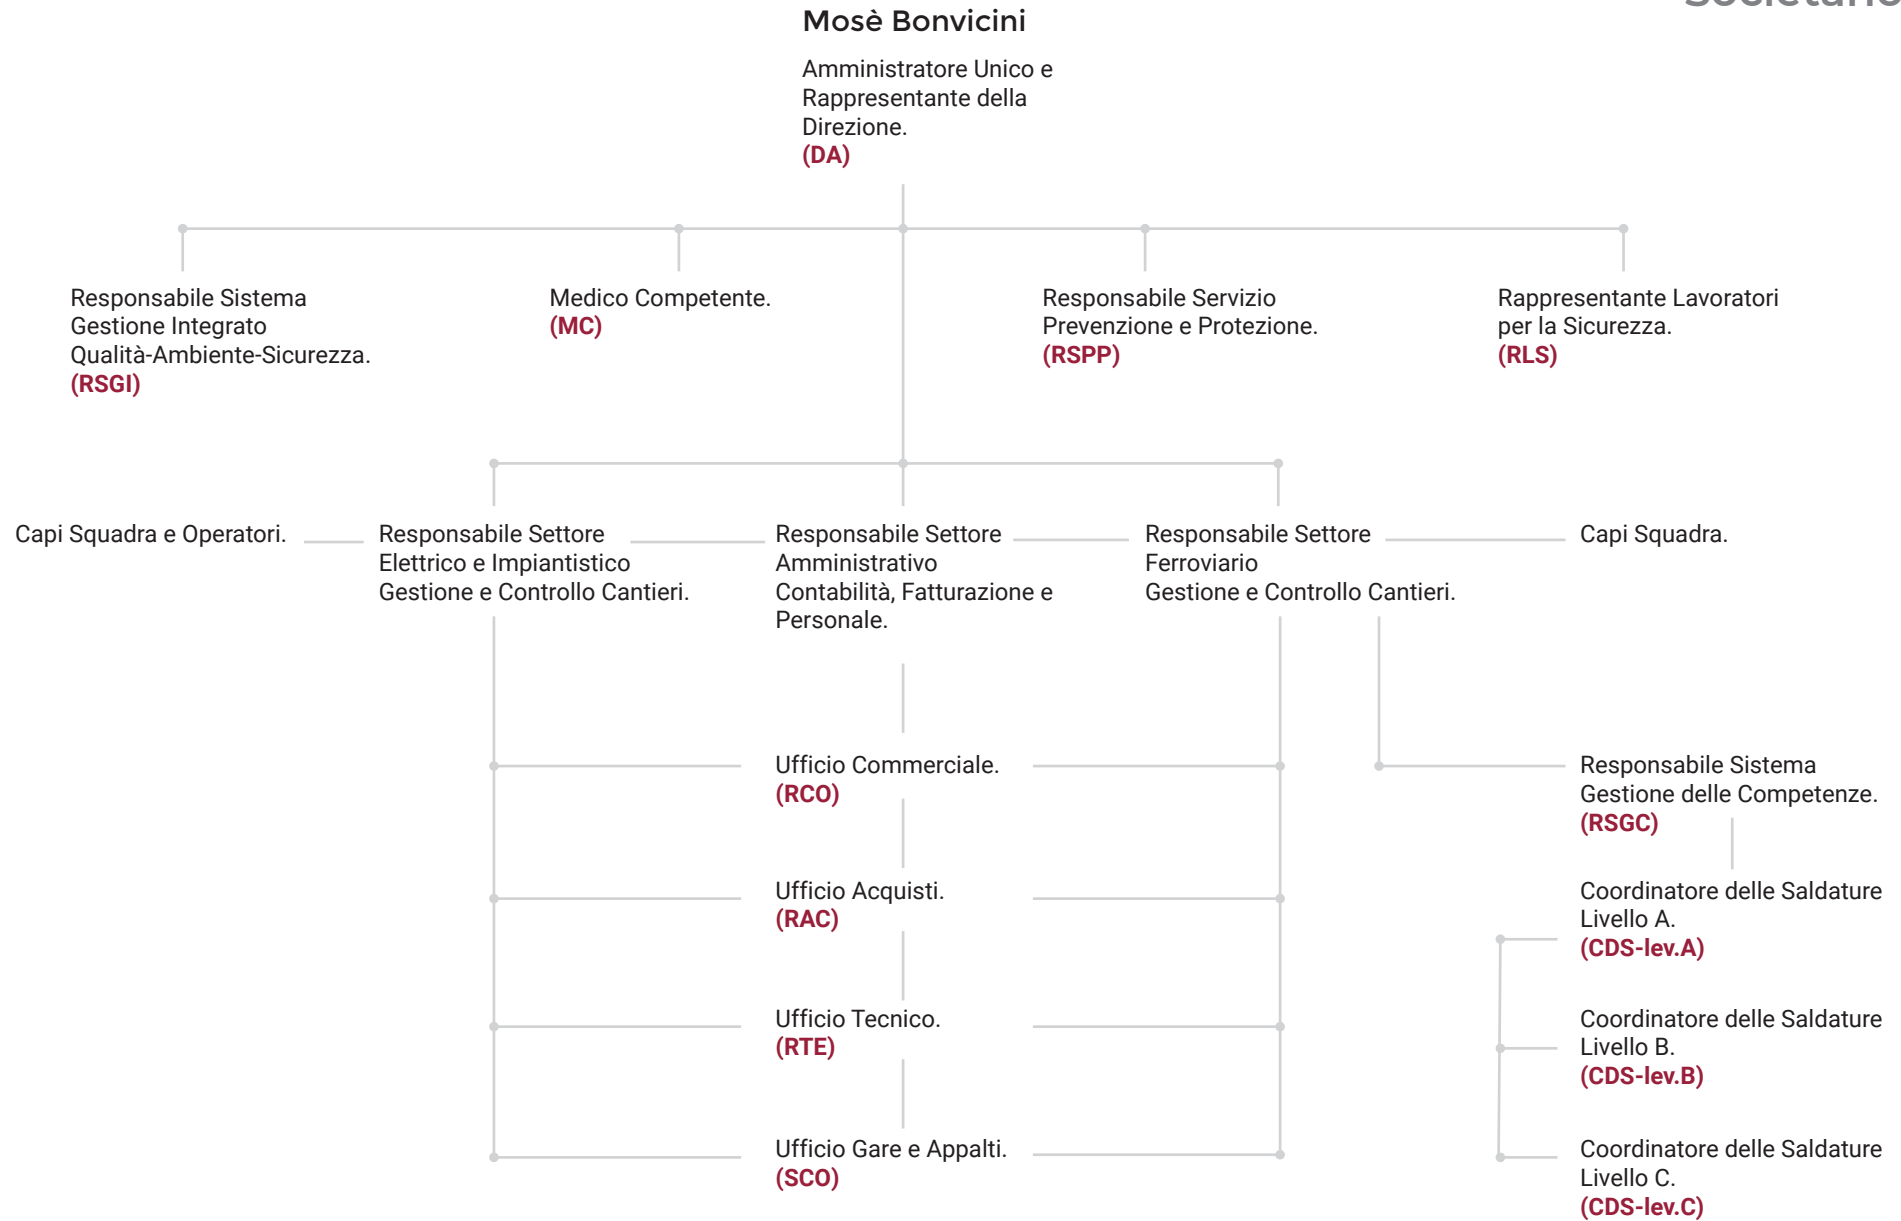 Mosè Bonvicini
Amministratore Unico e
Rappresentante della
Direzione.
(DA)
Responsabile Sistema
Gestione Integrato
Qualità-Ambiente-Sicurezza.
(RSGI)
Medico Competente.
(MC)
Responsabile Servizio
Prevenzione e Protezione.
(RSPP)
Rappresentante Lavoratori
per la Sicurezza.
(RLS)
Capi Squadra e Operatori.
Responsabile Settore
Elettrico e Impiantistico
Gestione e Controllo Cantieri.
Responsabile Settore
Amministrativo
Contabilità, Fatturazione e
Personale.
Responsabile Settore
Ferroviario
Gestione e Controllo Cantieri.
Capi Squadra.
Ufficio Commerciale.
(RCO)
Ufficio Acquisti.
(RAC)
Ufficio Tecnico.
(RTE)
Ufficio Gare e Appalti.
(SCO)
Responsabile Sistema
Gestione delle Competenze.
(RSGC)
Coordinatore delle Saldature
Livello A.
(CDS-lev.A)
Coordinatore delle Saldature
Livello B.
(CDS-lev.B)
Coordinatore delle Saldature
Livello C.
(CDS-lev.C)